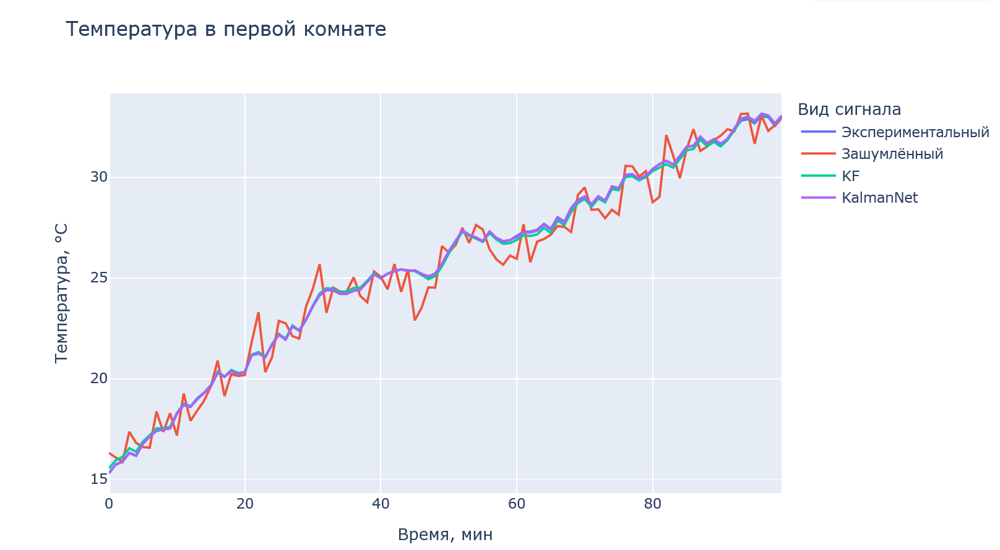 Температура в первой комнате
Вид сигнала
Экспериментальный
Зашумлённый
KF
KalmanNet
Температура, °C
30
25
20
15
0 20 40 60 80
Время, мин